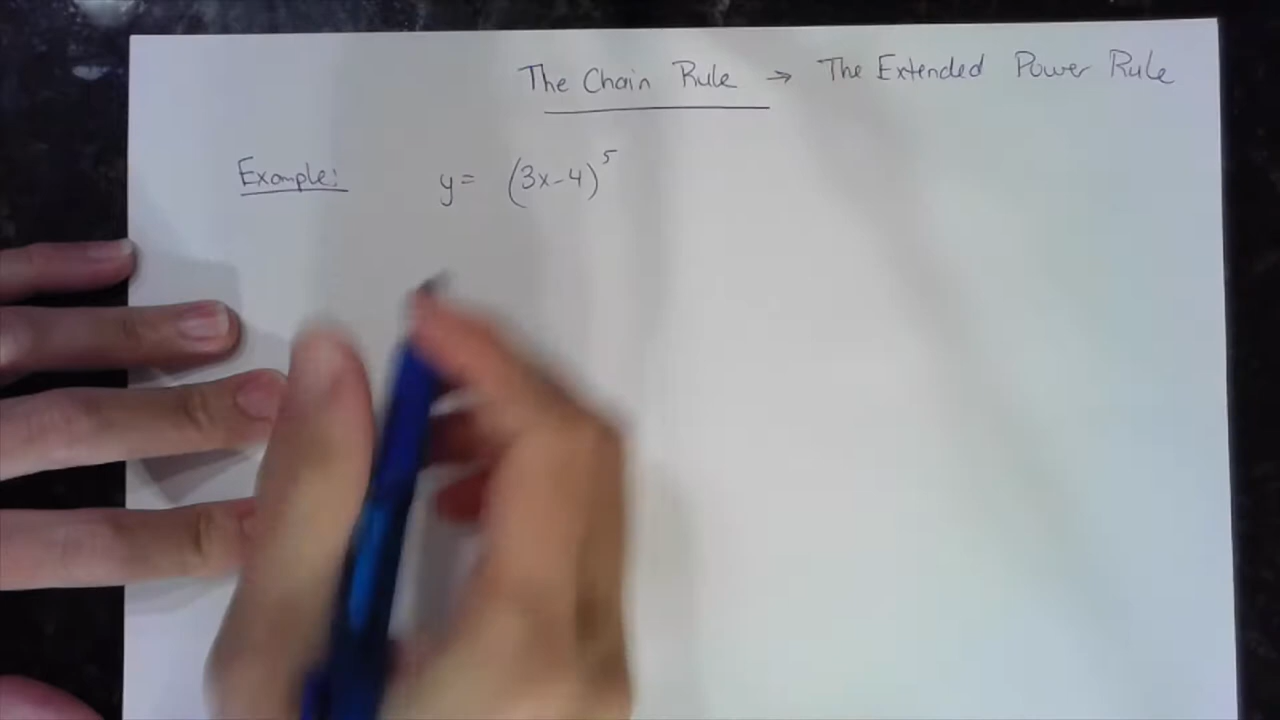 The Chain Rule → The Extended Power Rule
Example: y = (3x-4)^5